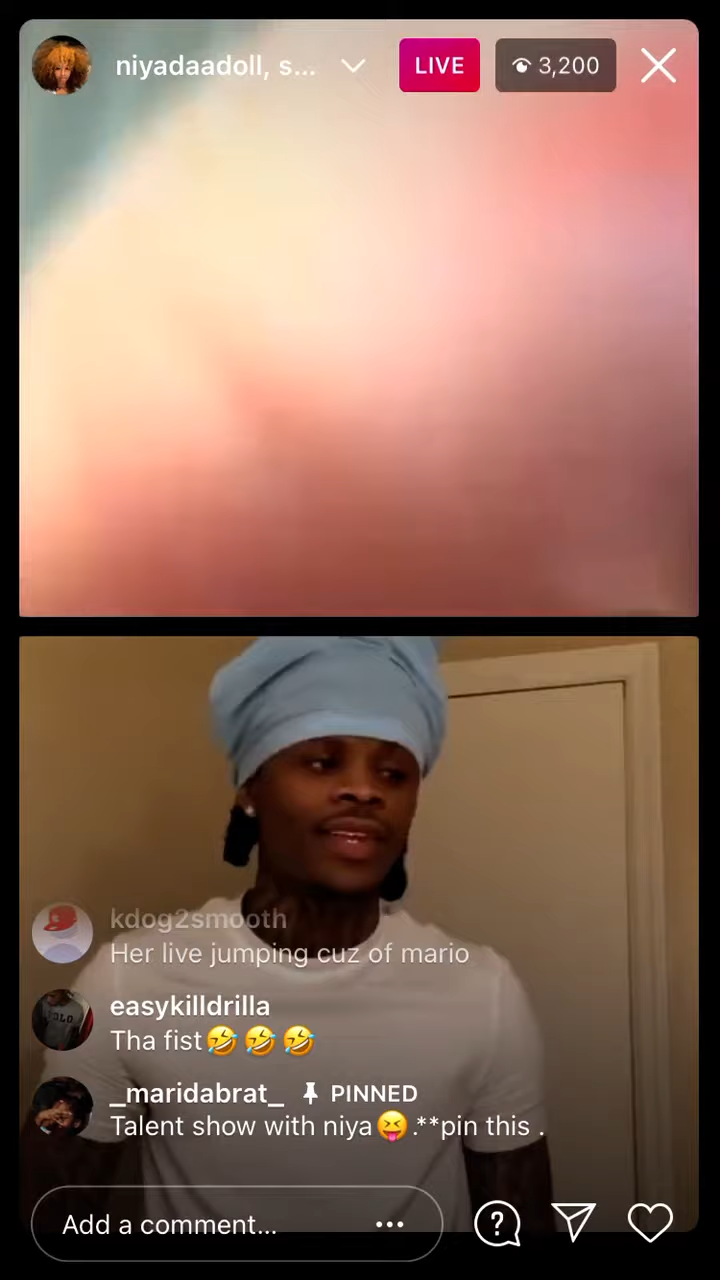 niyadaadoll, s...
LIVE
3,200
kdog2smooth
Her live jumping cuz of mario
easykilldrilla
Tha fist🤣🤣🤣
_maridabrat_ PINNED
Talent show with niya😝.**pin this .
Add a comment...